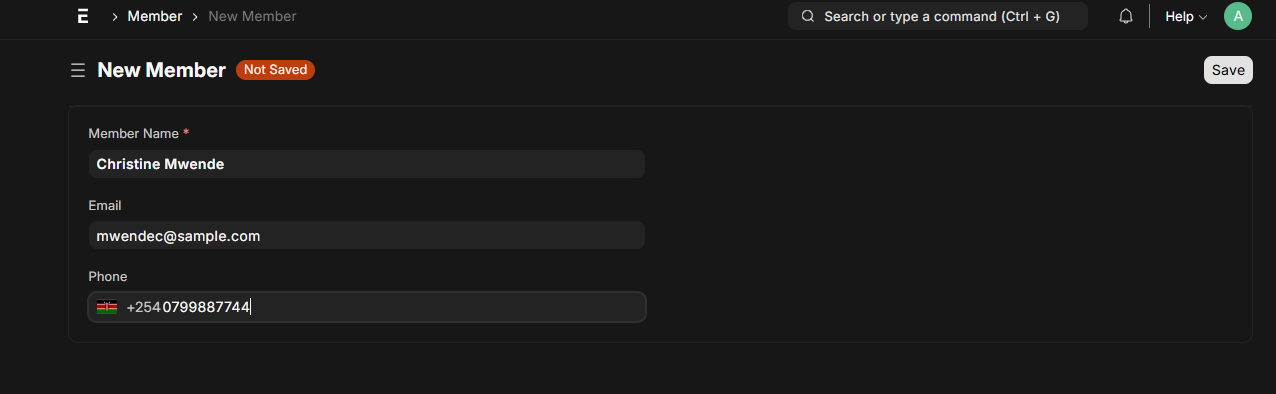 Member New Member Search or type a command (Ctrl + G) Help A
New Member Not Saved Save
Member Name *
Christine Mwende
Email
mwendec@sample.com
Phone
+254 0799887744